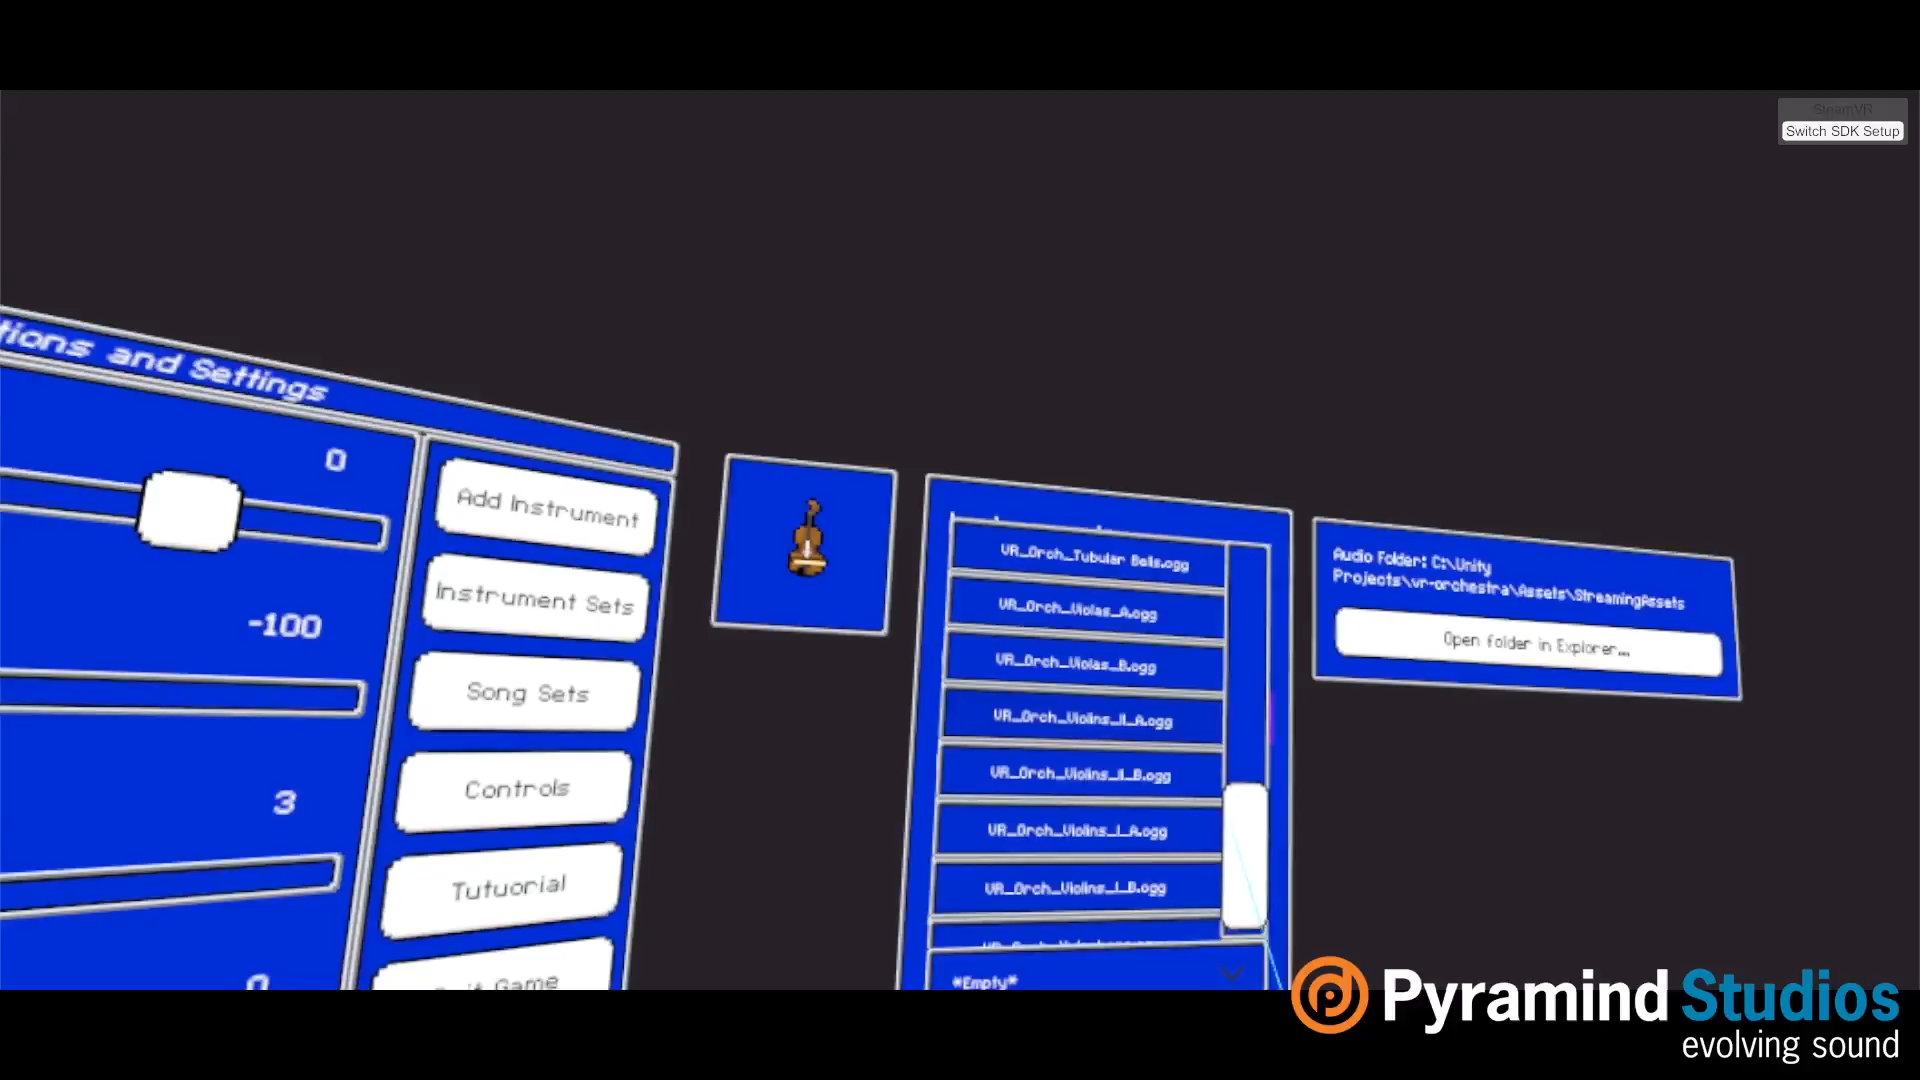 SteamVR
Switch SDK Setup
tions and Settings
0
-100
3
Add Instrument
Instrument Sets
Song Sets
Controls
Tutuorial
Game
VR_Orch_Tubular Bells.ogg
VR_Orch_Violas_A.ogg
VR_Orch_Violas_B.ogg
VR_Orch_Violins_II_A.ogg
VR_Orch_Violins_II_B.ogg
VR_Orch_Violins_I_A.ogg
VR_Orch_Violins_I_B.ogg
*Empty*
Audio Folder: C:\Unity
Projects\vr-orchestra\Assets\StreamingAssets
Open folder in Explorer...
Pyramind Studios
evolving sound